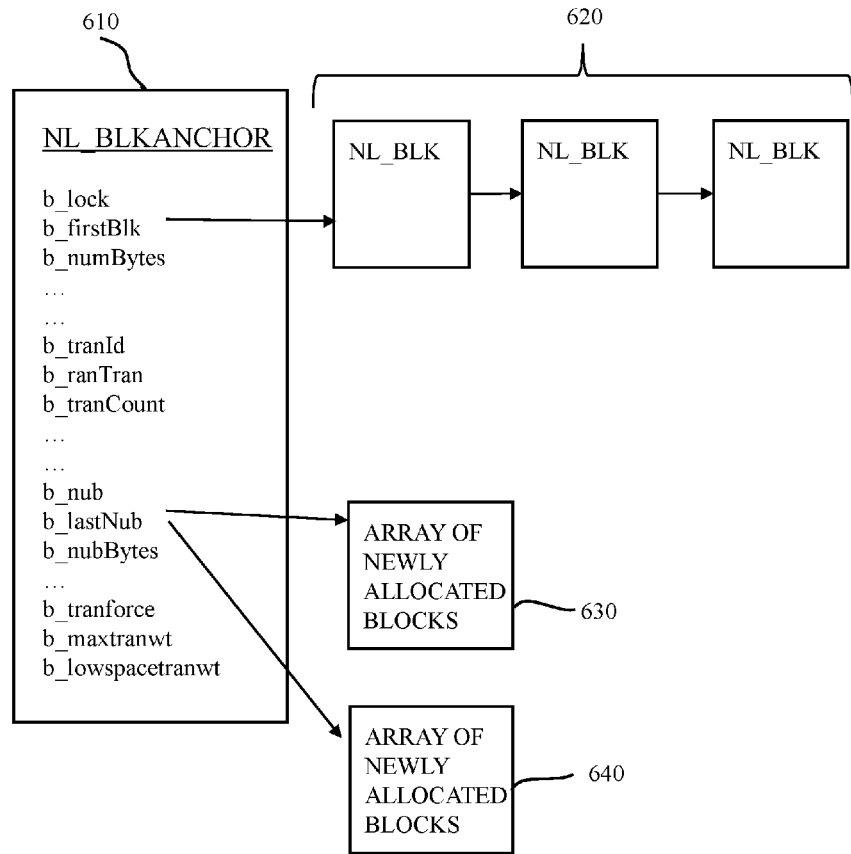 610
620
NL_BLKANCHOR
b_lock
b_firstBlk
b_numBytes
...
...
b_tranId
b_ranTran
b_tranCount
...
...
b_nub
b_lastNub
b_nubBytes
...
b_tranforce
b_maxtranwt
b_lowspacetranwt
NL_BLK
NL_BLK
NL_BLK
ARRAY OF
NEWLY
ALLOCATED
BLOCKS
630
ARRAY OF
NEWLY
ALLOCATED
BLOCKS
640